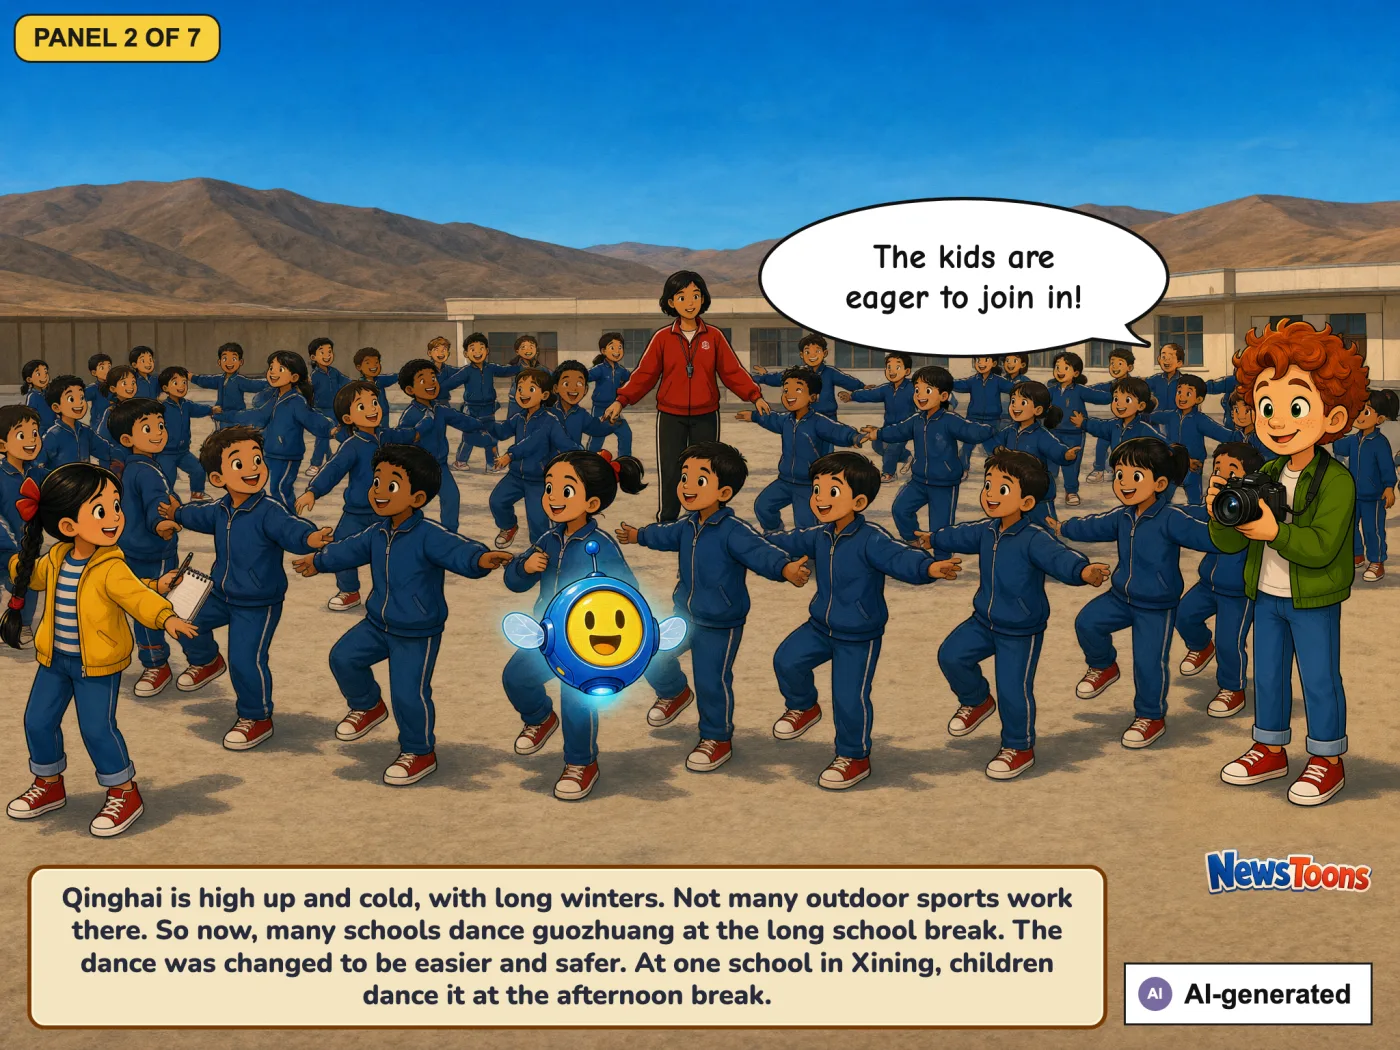 PANEL 2 OF 7
The kids are
eager to join in!
Qinghai is high up and cold, with long winters. Not many outdoor sports work
there. So now, many schools dance guozhuang at the long school break. The
dance was changed to be easier and safer. At one school in Xining, children
dance it at the afternoon break.
NewsToons
AI AI-generated